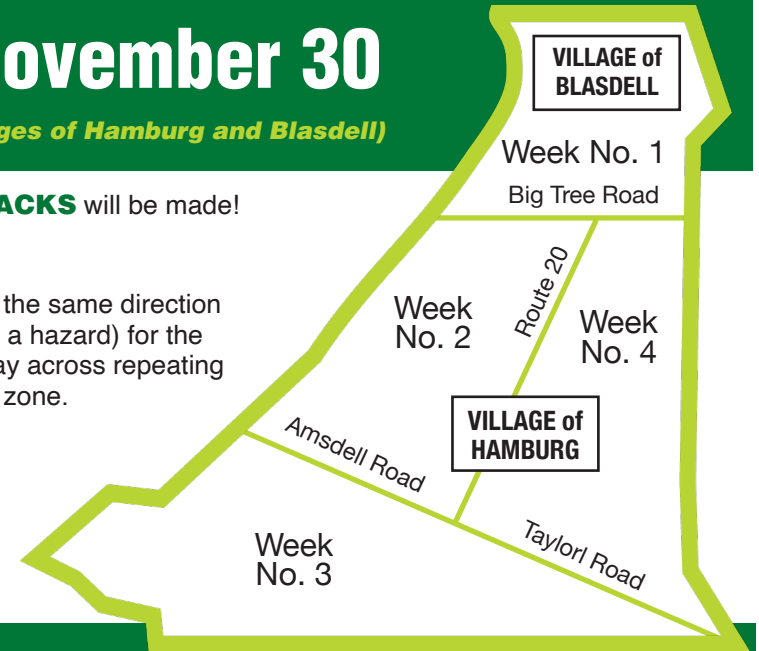 ovember 30
ges of Hamburg and Blasdell)
ACKS will be made!
the same direction
a hazard) for the
ay across repeating
zone.
VILLAGE of
BLASDELL
Week No. 1
Big Tree Road
Route 20
Week
No. 2
Week
No. 4
VILLAGE of
HAMBURG
Amsdell Road
Taylorl Road
Week
No. 3